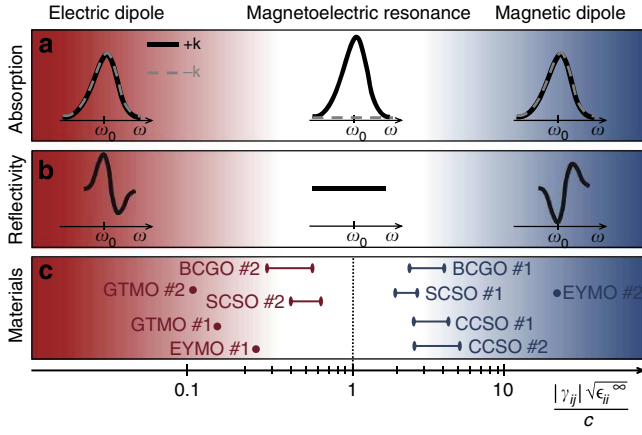 Electric dipole Magnetoelectric resonance Magnetic dipole
a +k
−k
Absorption
ω₀ ω ω₀ ω ω₀ ω
b
Reflectivity
ω₀ ω ω₀ ω ω₀ ω
c BCGO #2 BCGO #1
GTMO #2 SCSO #2 SCSO #1 EYMO #2
GTMO #1 CCSO #1
EYMO #1 CCSO #2
Materials
0.1 1 10
|γᵢⱼ| √ϵᵢᵢ^∞
c